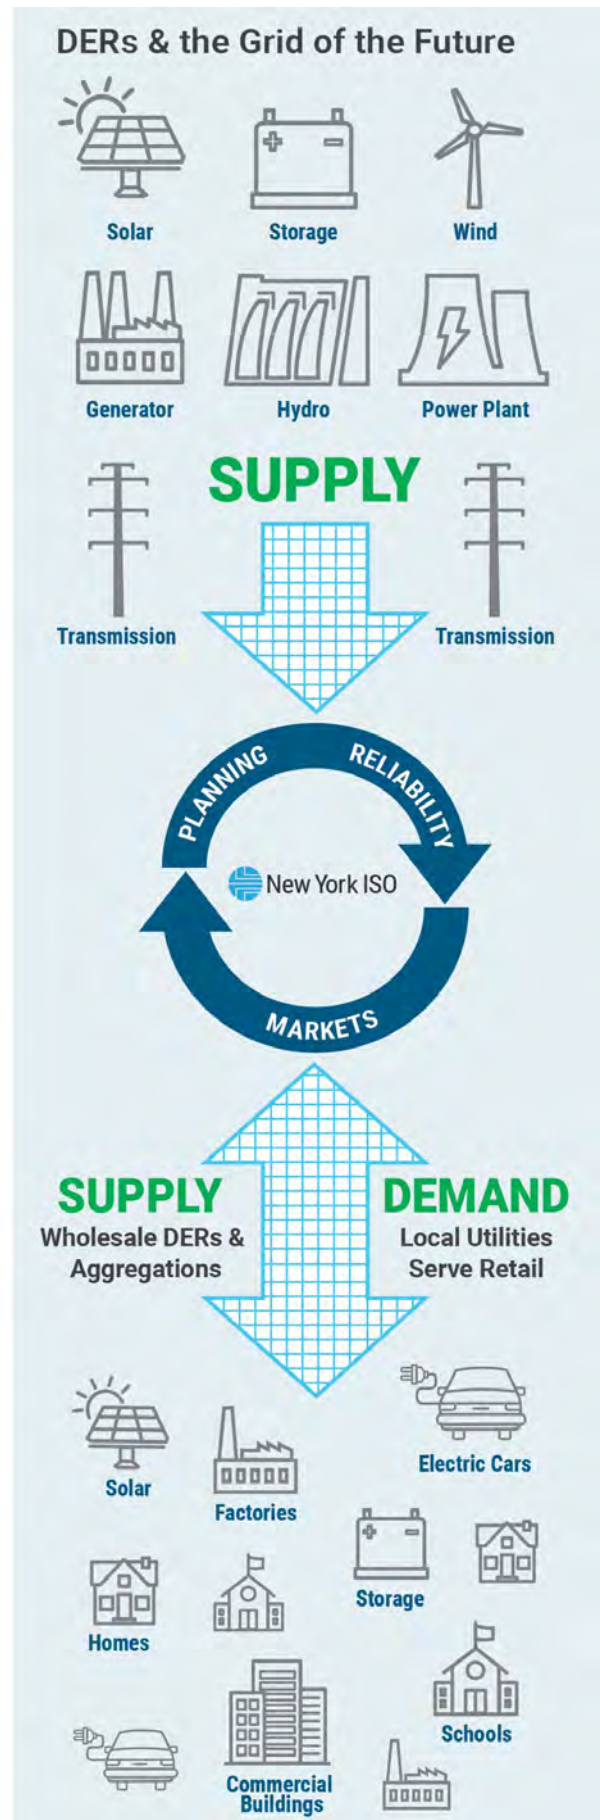 DERs & the Grid of the Future
Solar
Storage
Wind
Generator
Hydro
Power Plant
SUPPLY
Transmission
Transmission
PLANNING
RELIABILITY
New York ISO
MARKETS
SUPPLY
Wholesale DERs &
Aggregations
DEMAND
Local Utilities
Serve Retail
Solar
Factories
Electric Cars
Storage
Homes
Schools
Commercial
Buildings